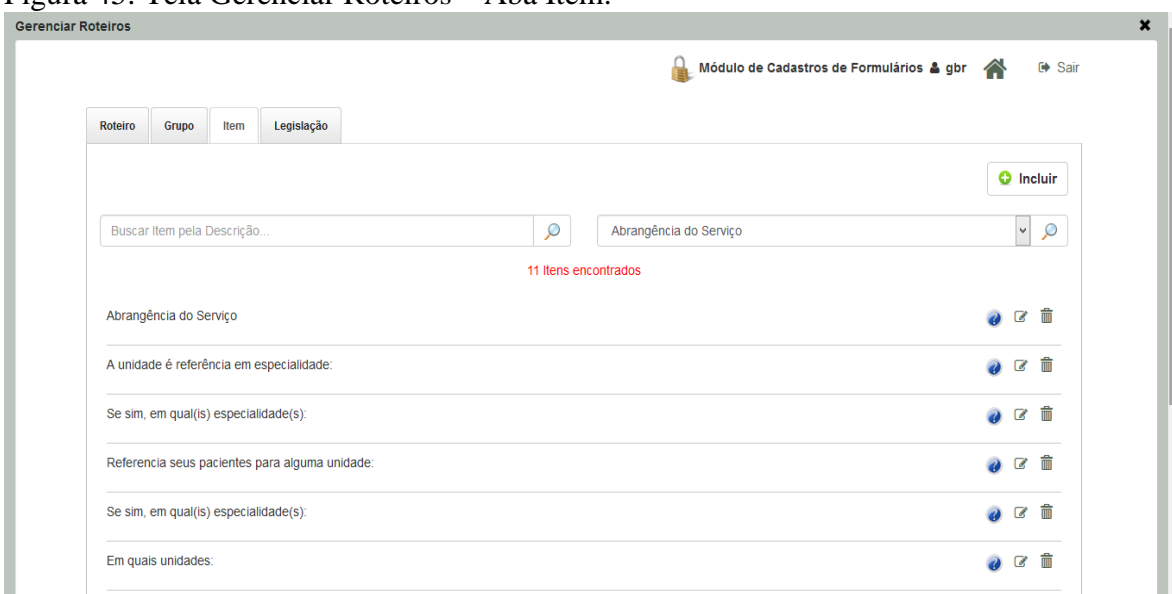 Figura 45: Tela Gerenciar Roteiros – Aba Item.
Gerenciar Roteiros
Módulo de Cadastros de Formulários gbr Sair
Roteiro Grupo Item Legislação
Incluir
Buscar Item pela Descrição... Abrangência do Serviço
11 Itens encontrados
Abrangência do Serviço
A unidade é referência em especialidade:
Se sim, em qual(is) especialidade(s):
Referencia seus pacientes para alguma unidade:
Se sim, em qual(is) especialidade(s):
Em quais unidades: